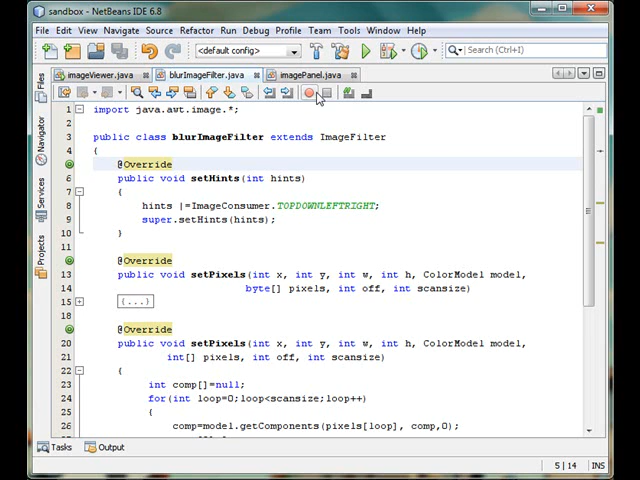 sandbox - NetBeans IDE 6.8
File Edit View Navigate Source Refactor Run Debug Profile Team Tools Window Help
<default config>
Search (Ctrl+I)
imageViewer.java
blurImageFilter.java
imagePanel.java
Files
Navigator
Services
Projects
1 import java.awt.image.*;
2
3 public class blurImageFilter extends ImageFilter
4 {
@Override
6 public void setHints(int hints)
7 {
8 hints |=ImageConsumer.TOPDOWNLEFTRIGHT;
9 super.setHints(hints);
10 }
11
@Override
13 public void setPixels(int x, int y, int w, int h, ColorModel model,
14 byte[] pixels, int off, int scansize)
15 {...}
18
@Override
20 public void setPixels(int x, int y, int w, int h, ColorModel model,
21 int[] pixels, int off, int scansize)
22 {
23 int comp[]=null;
24 for(int loop=0;loop<scansize;loop++)
25 {
26 comp=model.getComponents(pixels[loop], comp,0);
Tasks
Output
5 | 14
INS